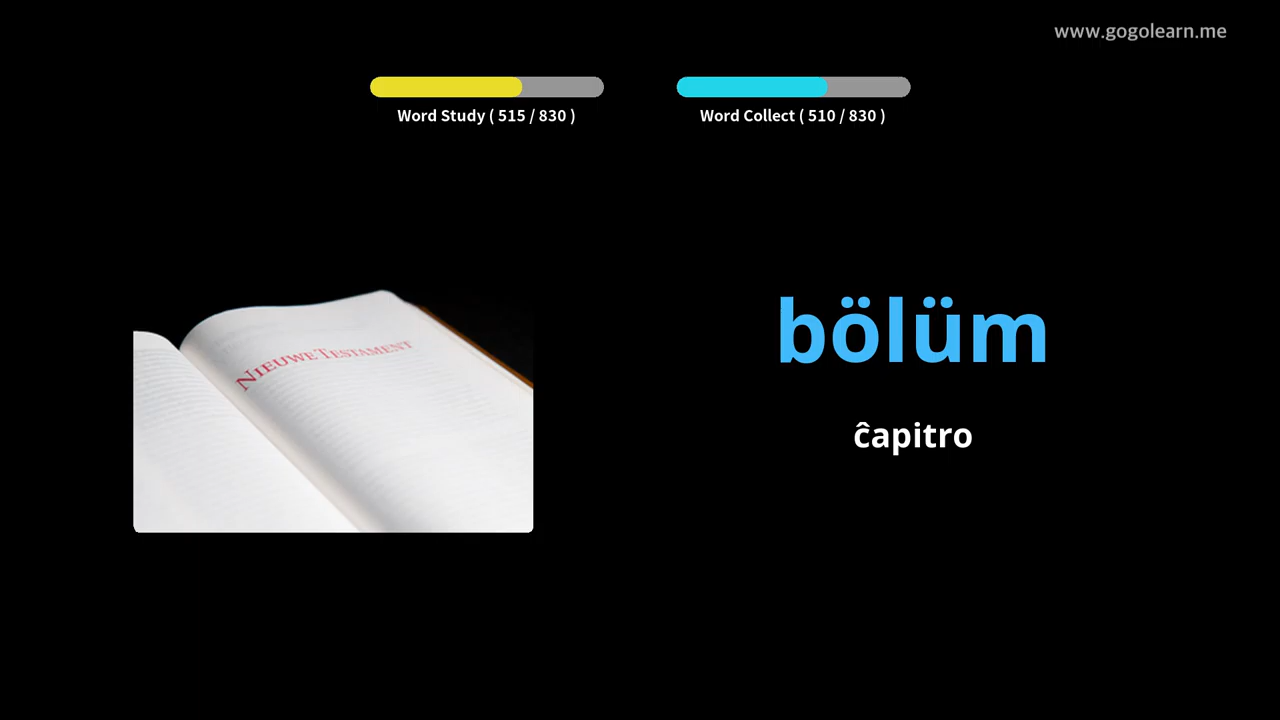 www.gogolearn.me
Word Study ( 515 / 830 )
Word Collect ( 510 / 830 )
NIEUWE TESTAMENT
bölüm
ĉapitro